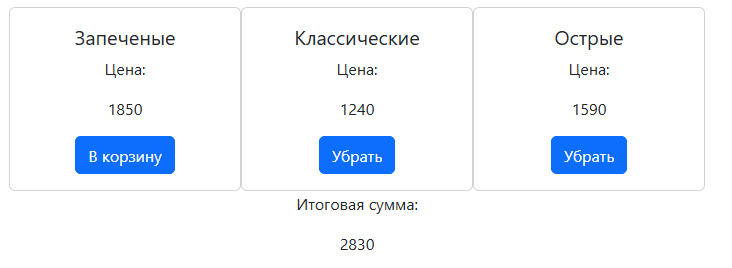 Запеченые
Цена:
1850
В корзину
Классические
Цена:
1240
Убрать
Острые
Цена:
1590
Убрать
Итоговая сумма:
2830